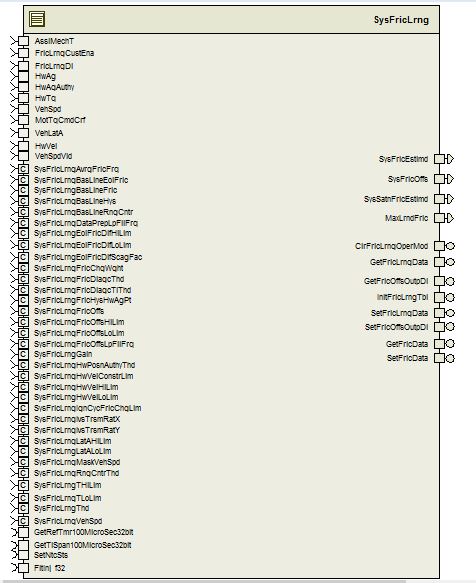 SysFricLrng
AssiMechT
FricLrngCustEna
FricLrngDi
HwAg
HwAgAuthy
HwTq
VehSpd
MotTqCmdCrf
VehLatA
HwVel
VehSpdVld
C SysFricLrngAvrgFricFrq
C SysFricLrngBasLineEolFric
C SysFricLrngBasLineFric
C SysFricLrngBasLineHys
C SysFricLrngBasLineRngCntr
C SysFricLrngDataPrepLpFilFrq
C SysFricLrngEolFricDifHiLim
C SysFricLrngEolFricDifLoLim
C SysFricLrngEolFricDifScagFac
C SysFricLrngFricChgWght
C SysFricLrngFricDiagcThd
C SysFricLrngFricDiagcTiThd
C SysFricLrngFricHysHwAgPt
C SysFricLrngFricOffs
C SysFricLrngFricOffsHiLim
C SysFricLrngFricOffsLoLim
C SysFricLrngFricOffsLpFilFrq
C SysFricLrngGain
C SysFricLrngHwPosnAuthyThd
C SysFricLrngHwVelConstrLim
C SysFricLrngHwVelHiLim
C SysFricLrngHwVelLoLim
C SysFricLrngIgnCycFricChgLim
C SysFricLrngIvsTrsmRatX
C SysFricLrngIvsTrsmRatY
C SysFricLrngLatAHiLim
C SysFricLrngLatALoLim
C SysFricLrngMaskVehSpd
C SysFricLrngRngCntrThd
C SysFricLrngTHiLim
C SysFricLrngTLoLim
C SysFricLrngThd
C SysFricLrngVehSpd
GetRefTmr100MicroSec32bit
GetTiSpan100MicroSec32bit
SetNtcSts
FltInj_f32
SysFricEstimd
SysFricOffs
SysSatnFricEstimd
MaxLrndFric
ClrFricLrngOperMod
GetFricLrngData
GetFricOffsOutpDi
InitFricLrngTbl
SetFricLrngData
SetFricOffsOutpDi
GetFricData
SetFricData